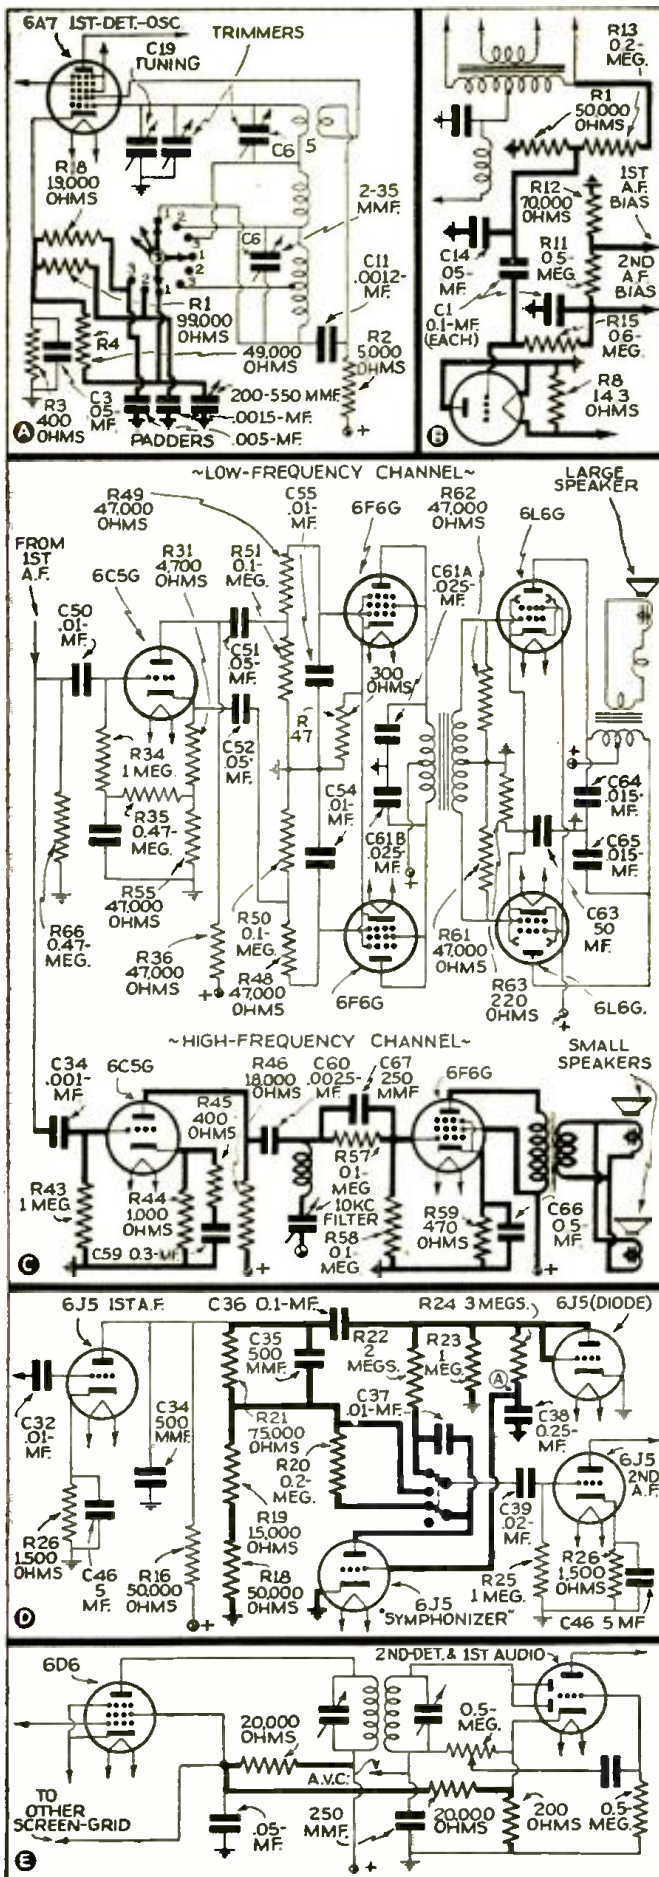 6A7 1ST-DET.-OSC
C19
TUNING
TRIMMERS
C6
5
R18
19,000
OHMS
2-35
MMF.
1
2
3
C6
1
2
3
3
2
1
C11
.0012-
MF.
R1
99,000
OHMS
R4
49,000
OHMS
R2
5,000
OHMS
R3
400
OHMS
C3
.05-
MF.
200-550 MMF.
.0015-MF.
.005-MF.
PADDERS
+
A
R13
0.2-
MEG.
R1
50,000
OHMS
R12
70,000
OHMS
1ST
A.F.
BIAS
R11
0.5-
MEG.
2ND
A.F.
BIAS
C14
.05-
MF.
C1
0.1-MF.
(EACH)
R15
0.6-
MEG.
R8
14.3
OHMS
B
~LOW-FREQUENCY CHANNEL~
R49
47,000
OHMS
C55
.01-
MF.
6F6G
R62
47,000
OHMS
6L6G
LARGE
SPEAKER
FROM
1ST
A.F.
6C5G
R31
4,700
OHMS
R51
0.1-
MEG.
C61A
.025-
MF.
C50
.01-
MF.
C51
.05-
MF.
300
OHMS
R
47
C52
.05-
MF.
R34
1 MEG.
R35
0.47-
MEG.
C54
.01-
MF.
C61B
.025-
MF.
+
+
C64
.015-
MF.
C65
.015-
MF.
R55
47,000
OHMS
R66
0.47-
MEG.
R36
47,000
OHMS
+
R50
0.1-
MEG.
R48
47,000
OHMS
6F6G
R61
47,000
OHMS
R63
220
OHMS
C63
50
MF.
6L6G.
+
~HIGH-FREQUENCY CHANNEL~
SMALL
SPEAKERS
C34
.001-
MF.
6C5G
R45
400
OHMS
R46
18,000
OHMS
C60
.0025-
MF.
C67
250
MMF.
6F6G
R43
1 MEG.
R44
1,000
OHMS
C59 0.3-MF.
R57
0.1-
MEG
10KC
FILTER
R58
0.1
MEG.
R59
470
OHMS
C66
0.5-
MF.
+
+
C
6J5 1ST A.F.
C36 0.1-MF.
R24 3 MEGS.
6J5 (DIODE)
C35
500
MMF.
R22
2
MEGS.
R23
1
MEG.
A
C32
.01-
MF.
C34
500
MMF.
R21
75,000
OHMS
C37
.01-MF.
C38
0.25-
MF.
R20
0.2-
MEG.
6J5
2ND
A.F.
C39
.02-
MF.
R26
1,500
OHMS
C46
5
MF.
R16
50,000
OHMS
+
R19
15,000
OHMS
R18
50,000
OHMS
6J5
"SYMPHONIZER"
R25
1 MEG.
R26
1,500
OHMS
C46 5 MF
D
6D6
2ND-DET. & 1ST AUDIO
20,000
OHMS
0.5-
MEG.
A.V.C.
TO
OTHER
SCREEN-GRID
.05-
MF.
250
MMF.
20,000
OHMS
200
OHMS
0.5-
MEG.
+
E